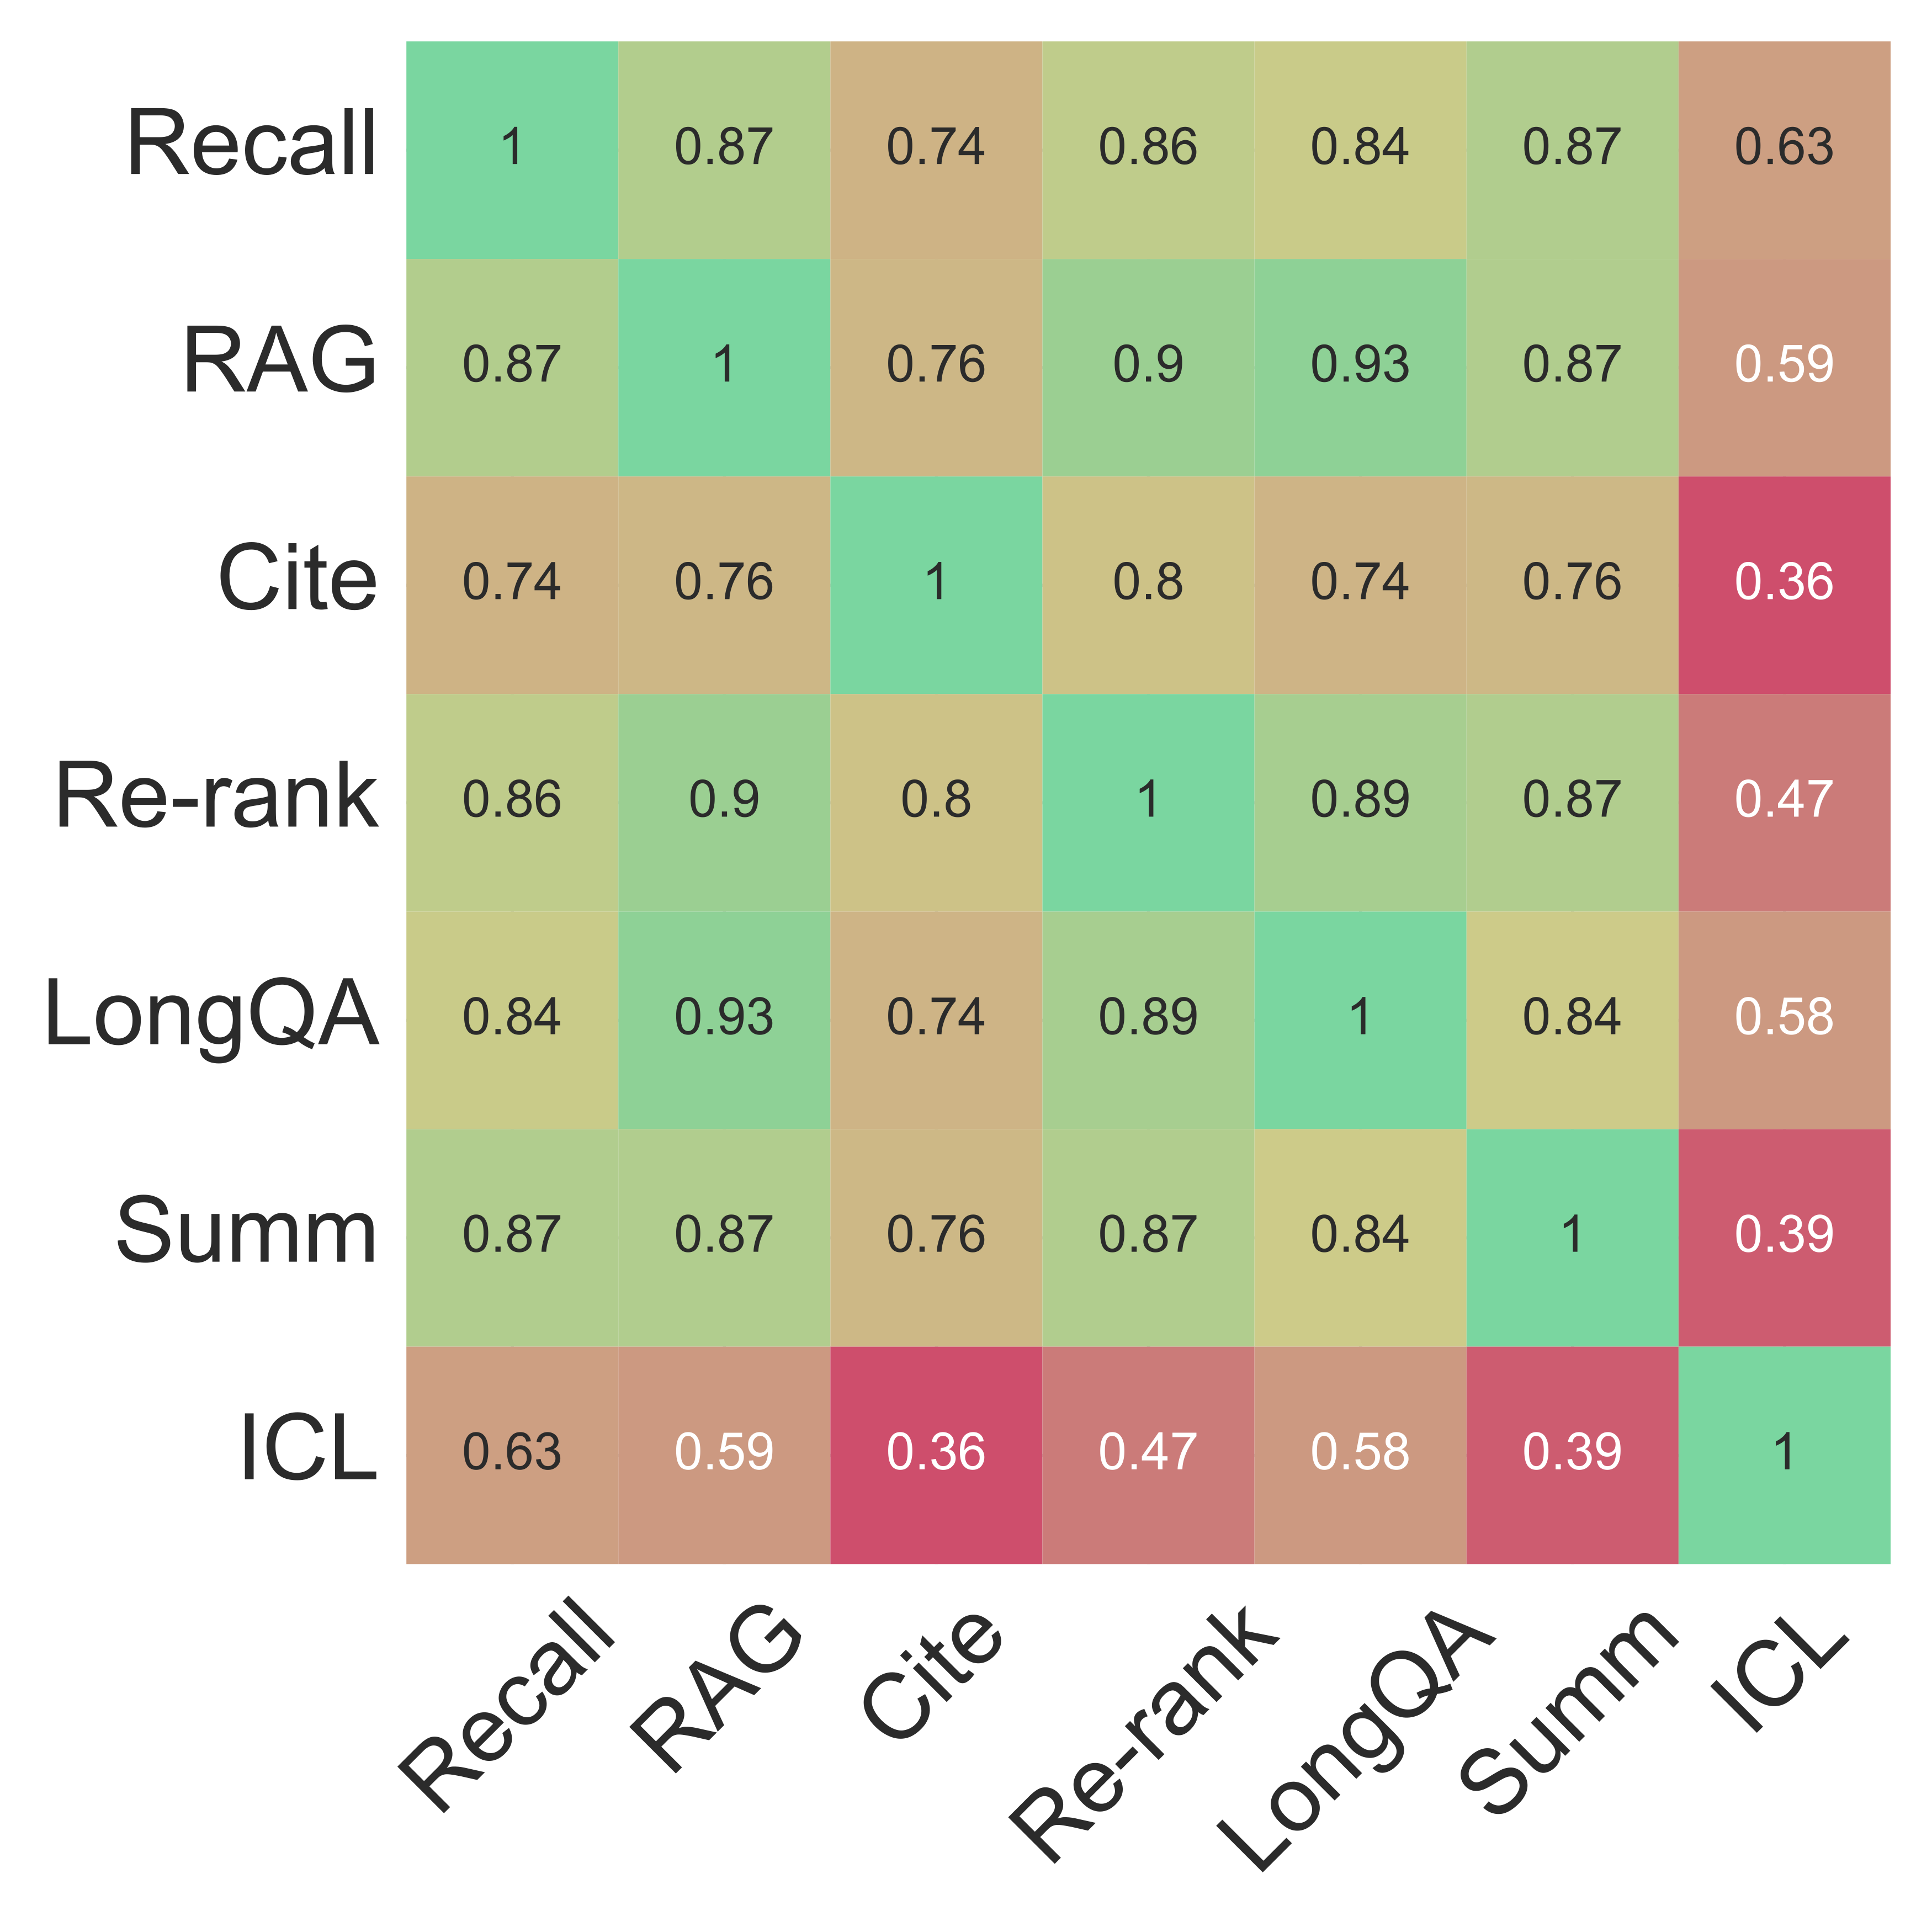 Recall 1 0.87 0.74 0.86 0.84 0.87 0.63
RAG 0.87 1 0.76 0.9 0.93 0.87 0.59
Cite 0.74 0.76 1 0.8 0.74 0.76 0.36
Re-rank 0.86 0.9 0.8 1 0.89 0.87 0.47
LongQA 0.84 0.93 0.74 0.89 1 0.84 0.58
Summ 0.87 0.87 0.76 0.87 0.84 1 0.39
ICL 0.63 0.59 0.36 0.47 0.58 0.39 1
Recall RAG Cite Re-rank LongQA Summ ICL